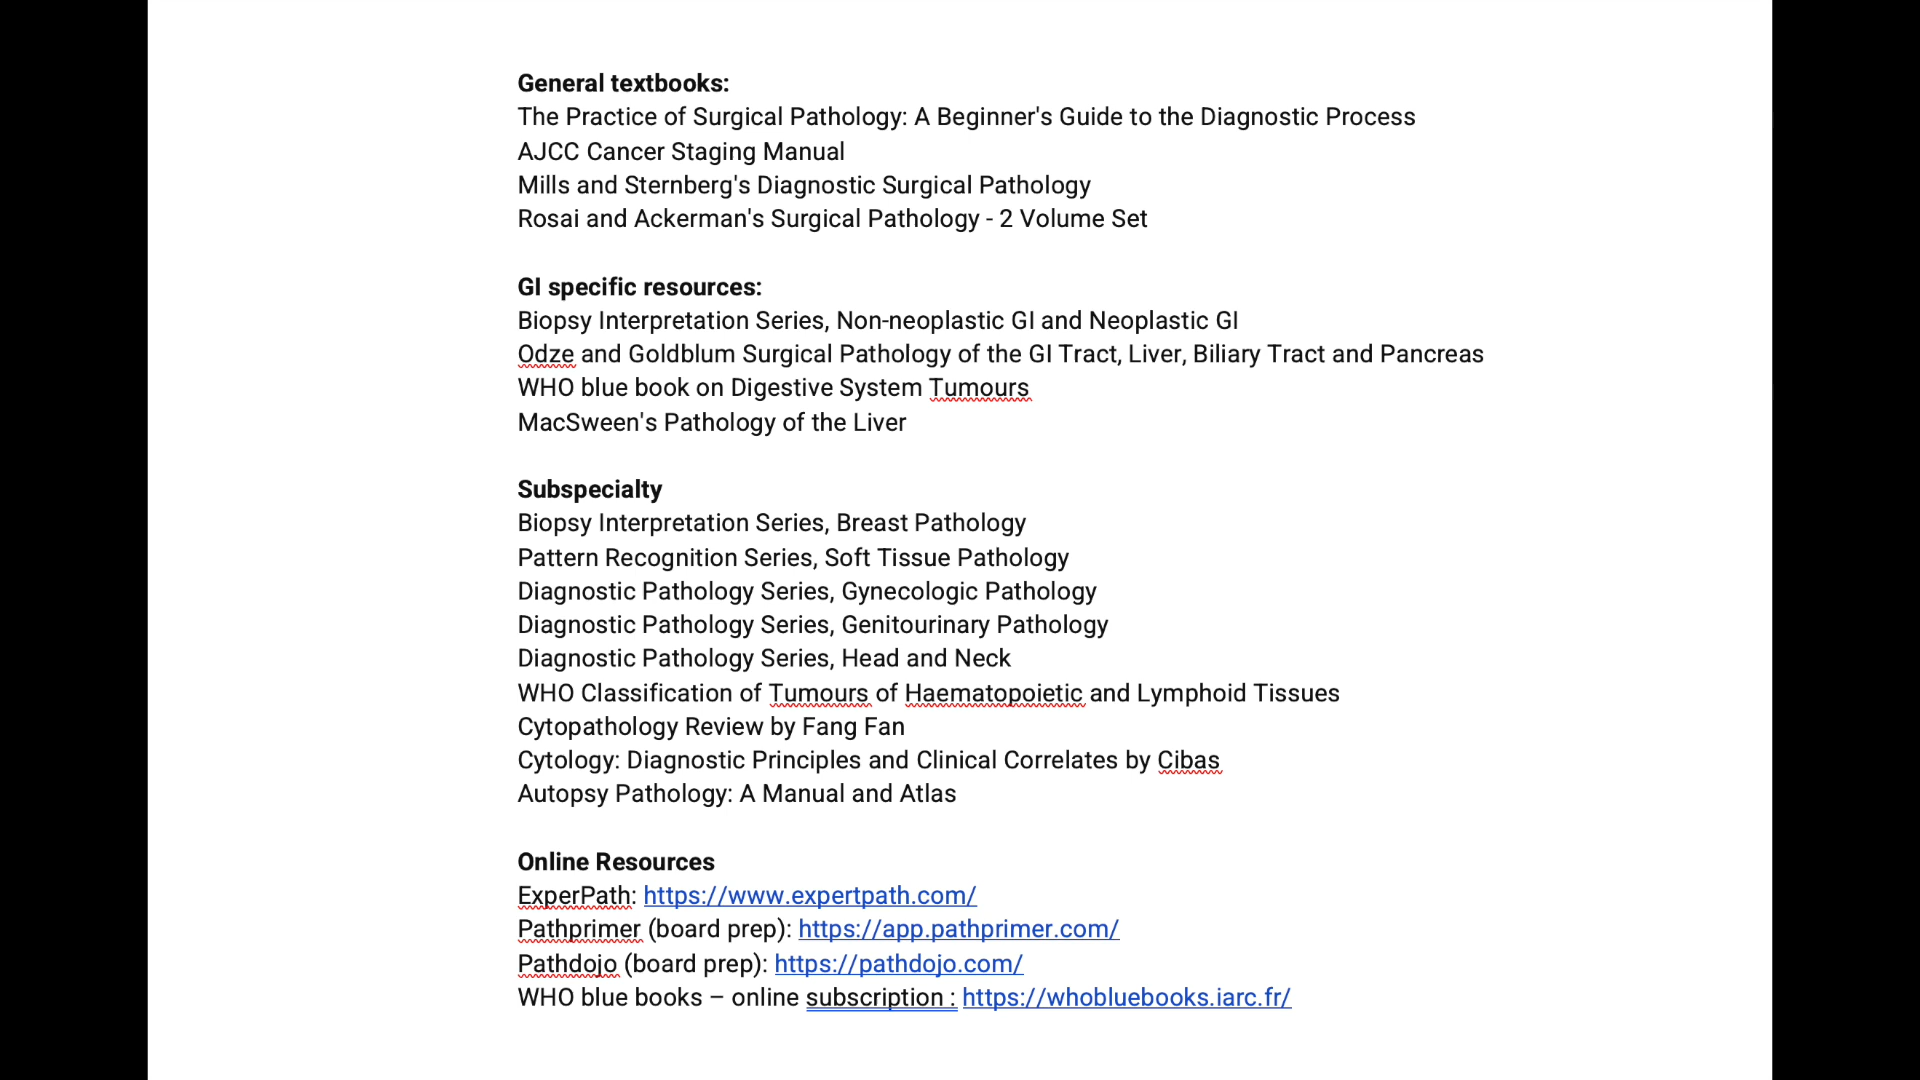 General textbooks:
The Practice of Surgical Pathology: A Beginner's Guide to the Diagnostic Process
AJCC Cancer Staging Manual
Mills and Sternberg's Diagnostic Surgical Pathology
Rosai and Ackerman's Surgical Pathology - 2 Volume Set
GI specific resources:
Biopsy Interpretation Series, Non-neoplastic GI and Neoplastic GI
Odze and Goldblum Surgical Pathology of the GI Tract, Liver, Biliary Tract and Pancreas
WHO blue book on Digestive System Tumours
MacSween's Pathology of the Liver
Subspecialty
Biopsy Interpretation Series, Breast Pathology
Pattern Recognition Series, Soft Tissue Pathology
Diagnostic Pathology Series, Gynecologic Pathology
Diagnostic Pathology Series, Genitourinary Pathology
Diagnostic Pathology Series, Head and Neck
WHO Classification of Tumours of Haematopoietic and Lymphoid Tissues
Cytopathology Review by Fang Fan
Cytology: Diagnostic Principles and Clinical Correlates by Cibas
Autopsy Pathology: A Manual and Atlas
Online Resources
ExperPath: https://www.expertpath.com/
Pathprimer (board prep): https://app.pathprimer.com/
Pathdojo (board prep): https://pathdojo.com/
WHO blue books – online subscription : https://whobluebooks.iarc.fr/